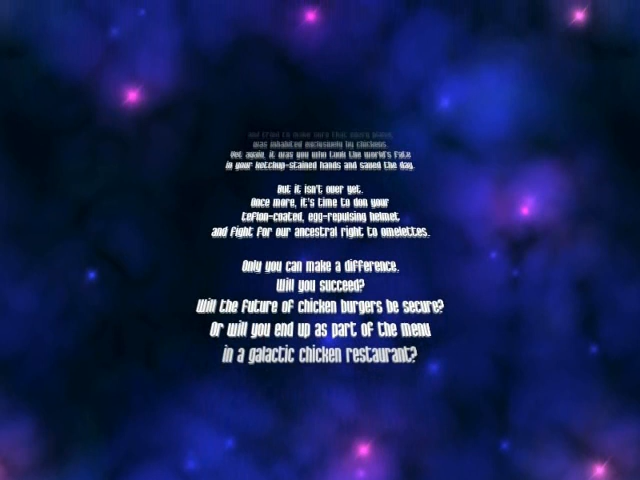 and tried to make sure that every planet
was inhabited exclusively by chickens.
Yet again, it was you who took the world's fate
in your ketchup-stained hands and saved the day.
But it isn't over yet.
Once more, it's time to don your
teflon-coated, egg-repulsing helmet
and fight for our ancestral right to omelettes.
Only you can make a difference.
Will you succeed?
Will the future of chicken burgers be secure?
Or will you end up as part of the menu
in a galactic chicken restaurant?